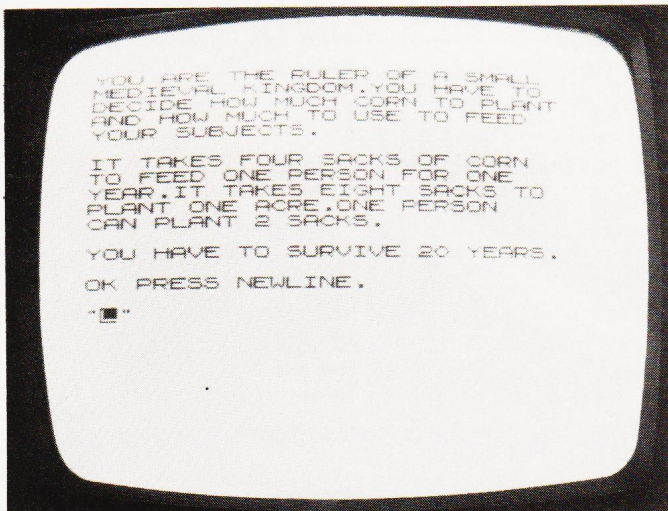 YOU ARE THE RULER OF A SMALL
MEDIEVAL KINGDOM.YOU HAVE TO
DECIDE HOW MUCH CORN TO PLANT
AND HOW MUCH TO USE TO FEED
YOUR SUBJECTS.
IT TAKES FOUR SACKS OF CORN
TO FEED ONE PERSON FOR ONE
YEAR.IT TAKES EIGHT SACKS TO
PLANT ONE ACRE.ONE PERSON
CAN PLANT 2 SACKS.
YOU HAVE TO SURVIVE 20 YEARS.
OK PRESS NEWLINE.
"L"